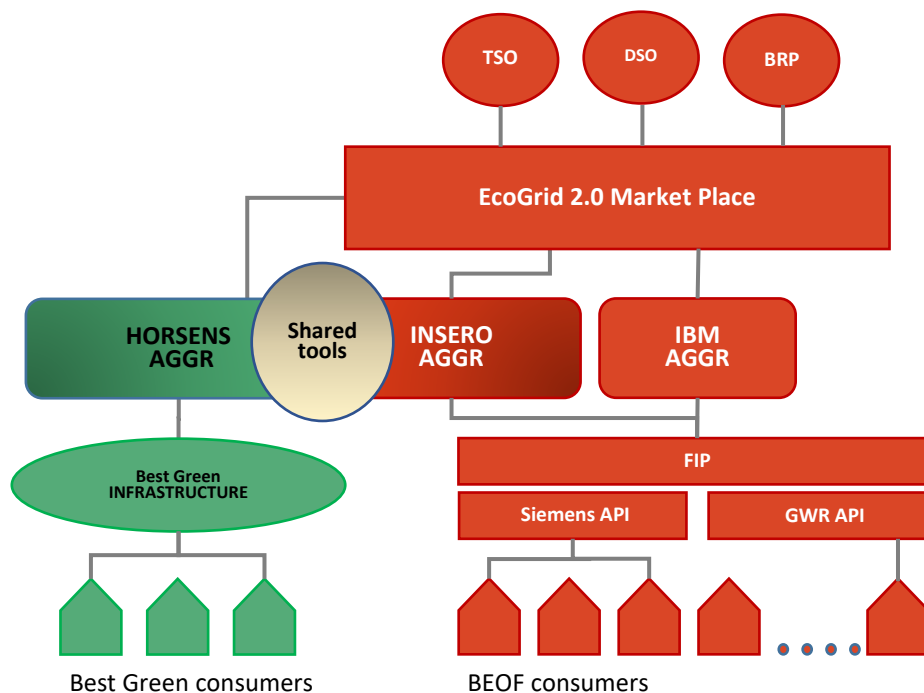 TSO
DSO
BRP
EcoGrid 2.0 Market Place
HORSENS
AGGR
Shared
tools
INSERO
AGGR
IBM
AGGR
Best Green
INFRASTRUCTURE
FIP
Siemens API
GWR API
Best Green consumers
BEOF consumers